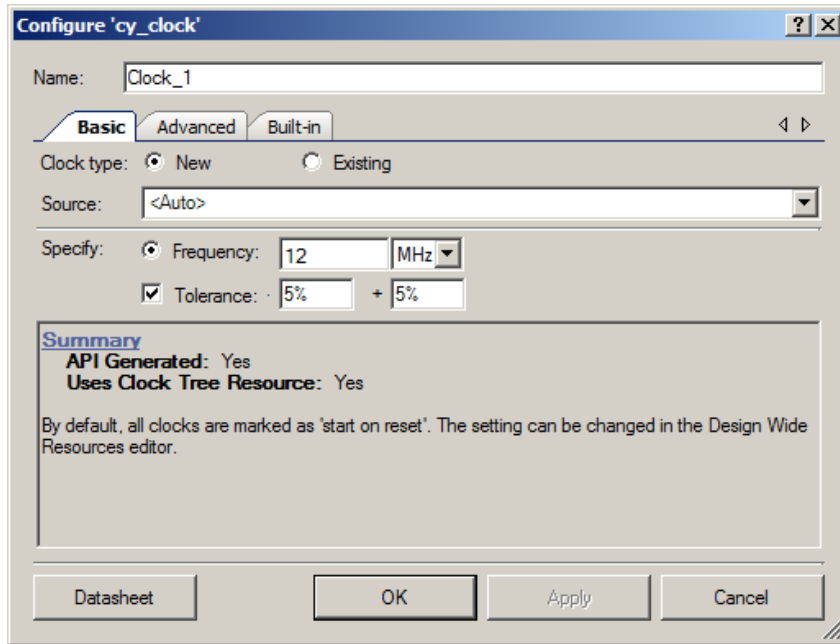 Configure 'cy_clock'
? X
Name: Clock_1
Basic Advanced Built-in
Clock type: New Existing
Source: <Auto>
Specify: Frequency: 12 MHz
Tolerance: - 5% + 5%
Summary
API Generated: Yes
Uses Clock Tree Resource: Yes
By default, all clocks are marked as 'start on reset'. The setting can be changed in the Design Wide
Resources editor.
Datasheet OK Apply Cancel